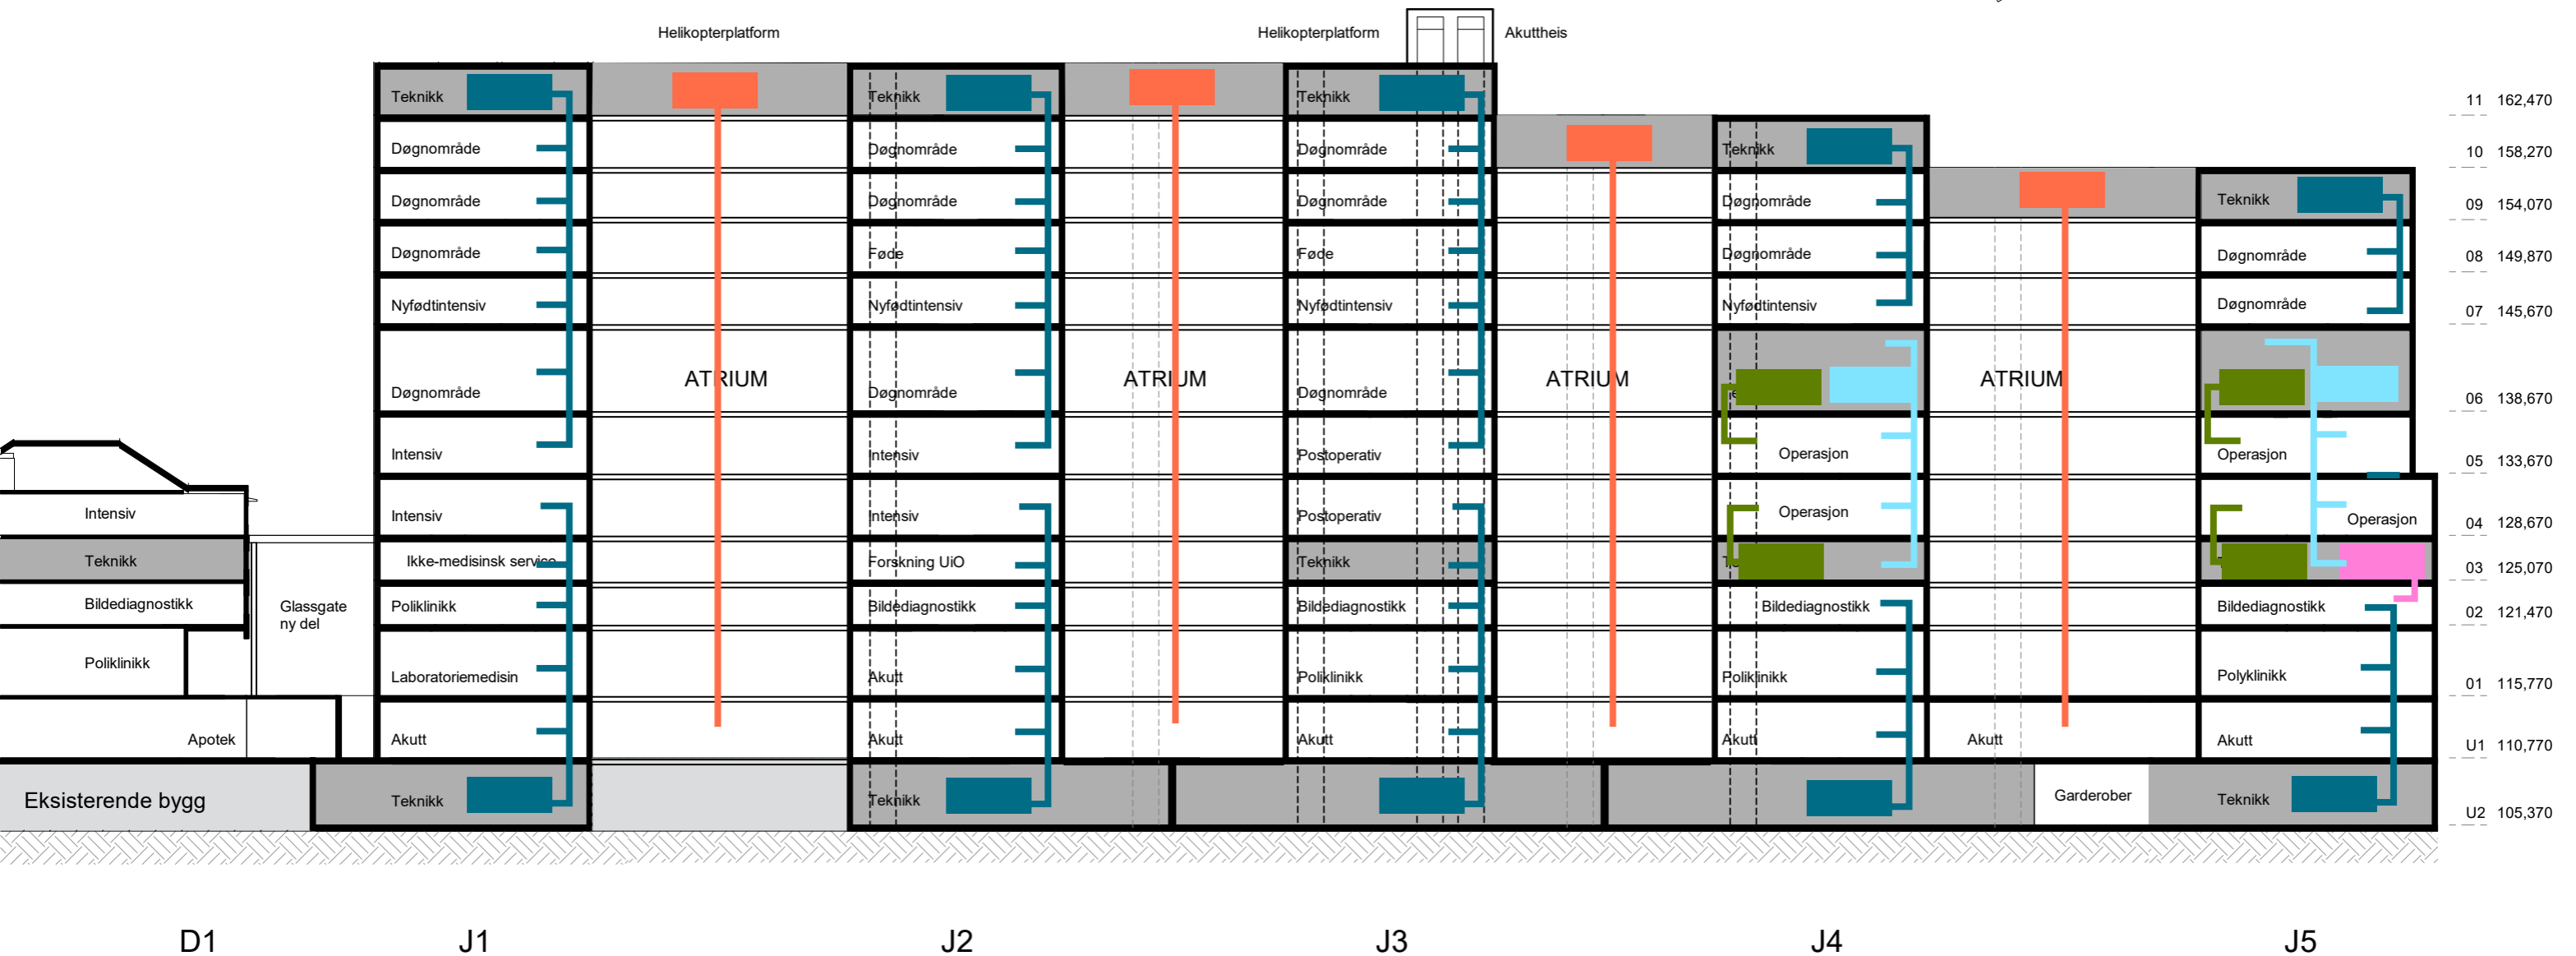 Helikopterplatform
Helikopterplatform
Akuttheis
Teknikk
Teknikk
Teknikk
11 162,470
Døgnområde
Døgnområde
Døgnområde
Teknikk
10 158,270
Døgnområde
Døgnområde
Døgnområde
Døgnområde
Teknikk
09 154,070
Døgnområde
Føde
Føde
Døgnområde
Døgnområde
08 149,870
Nyfødtintensiv
Nyfødtintensiv
Nyfødtintensiv
Nyfødtintensiv
Døgnområde
07 145,670
ATRIUM
ATRIUM
ATRIUM
ATRIUM
Døgnområde
Døgnområde
Døgnområde
06 138,670
Intensiv
Intensiv
Postoperativ
Operasjon
Operasjon
05 133,670
Intensiv
Intensiv
Intensiv
Postoperativ
Operasjon
Operasjon
04 128,670
Teknikk
Ikke-medisinsk service
Forskning UiO
Teknikk
03 125,070
Bildediagnostikk
Glassgate
ny del
Poliklinikk
Bildediagnostikk
Bildediagnostikk
Bildediagnostikk
Bildediagnostikk
02 121,470
Poliklinikk
Laboratoriemedisin
Akutt
Poliklinikk
Poliklinikk
Polyklinikk
01 115,770
Apotek
Akutt
Akutt
Akutt
Akutt
Akutt
Akutt
U1 110,770
Eksisterende bygg
Teknikk
Teknikk
Garderober
Teknikk
U2 105,370
D1
J1
J2
J3
J4
J5